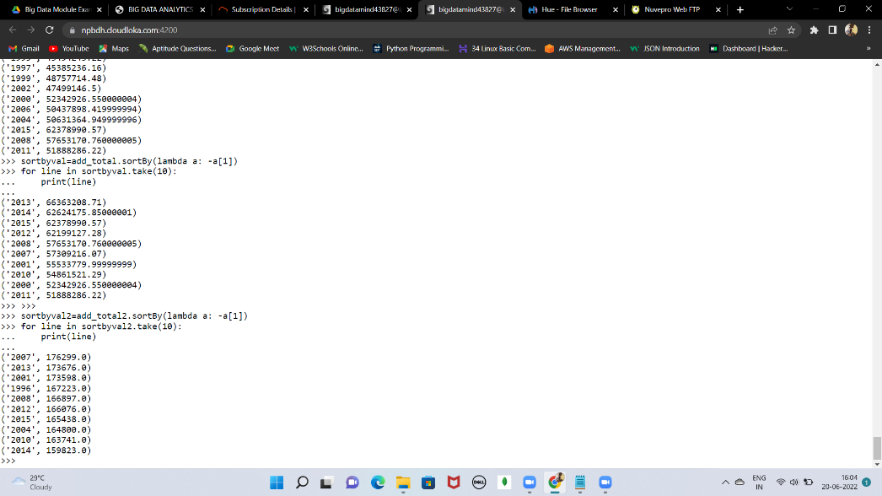 Big Data Module Exa
BIG DATA ANALYTICS
Subscription Details |
bigdatamind43827@
bigdatamind43827@
Hue - File Browser
Nuvepro Web FTP
npbdh.cloudloka.com:4200
Gmail
YouTube
Maps
Aptitude Questions...
Google Meet
W3Schools Online...
Python Programmi...
34 Linux Basic Com...
AWS Management...
JSON Introduction
Dashboard | Hacker...
»
('1997', 45385236.16)
('1999', 48757714.48)
('2002', 47499146.5)
('2000', 52342926.550000004)
('2006', 50437898.419999994)
('2004', 50631364.949999996)
('2015', 62378990.57)
('2008', 57653170.760000005)
('2011', 51888286.22)
>>> sortbyval=add_total.sortBy(lambda a: -a[1])
>>> for line in sortbyval.take(10):
...     print(line)
...
('2013', 66363208.71)
('2014', 62624175.85000001)
('2015', 62378990.57)
('2012', 62199127.28)
('2008', 57653170.760000005)
('2007', 57309216.07)
('2001', 55533779.99999999)
('2010', 54861521.29)
('2000', 52342926.550000004)
('2011', 51888286.22)
>>> >>>
>>> sortbyval2=add_total2.sortBy(lambda a: -a[1])
>>> for line in sortbyval2.take(10):
...     print(line)
...
('2007', 176299.0)
('2013', 173676.0)
('2001', 173598.0)
('1996', 167223.0)
('2008', 166897.0)
('2012', 166076.0)
('2015', 165438.0)
('2004', 164800.0)
('2010', 163741.0)
('2014', 159823.0)
>>>
29°C
Cloudy
DELL
ENG
IN
16:04
20-06-2022
1